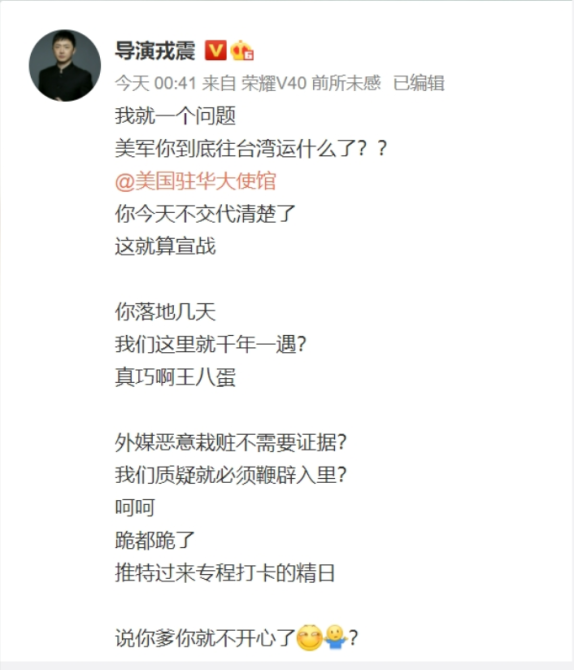 导演戎震
今天 00:41 来自 荣耀V40 前所未感 已编辑
我就一个问题
美军你到底往台湾运什么了？？
@美国驻华大使馆
你今天不交代清楚了
这就算宣战
你落地几天
我们这里就千年一遇？
真巧啊王八蛋
外媒恶意栽赃不需要证据？
我们质疑就必须鞭辟入里？
呵呵
跪都跪了
推特过来专程打卡的精日
说你爹你就不开心了？